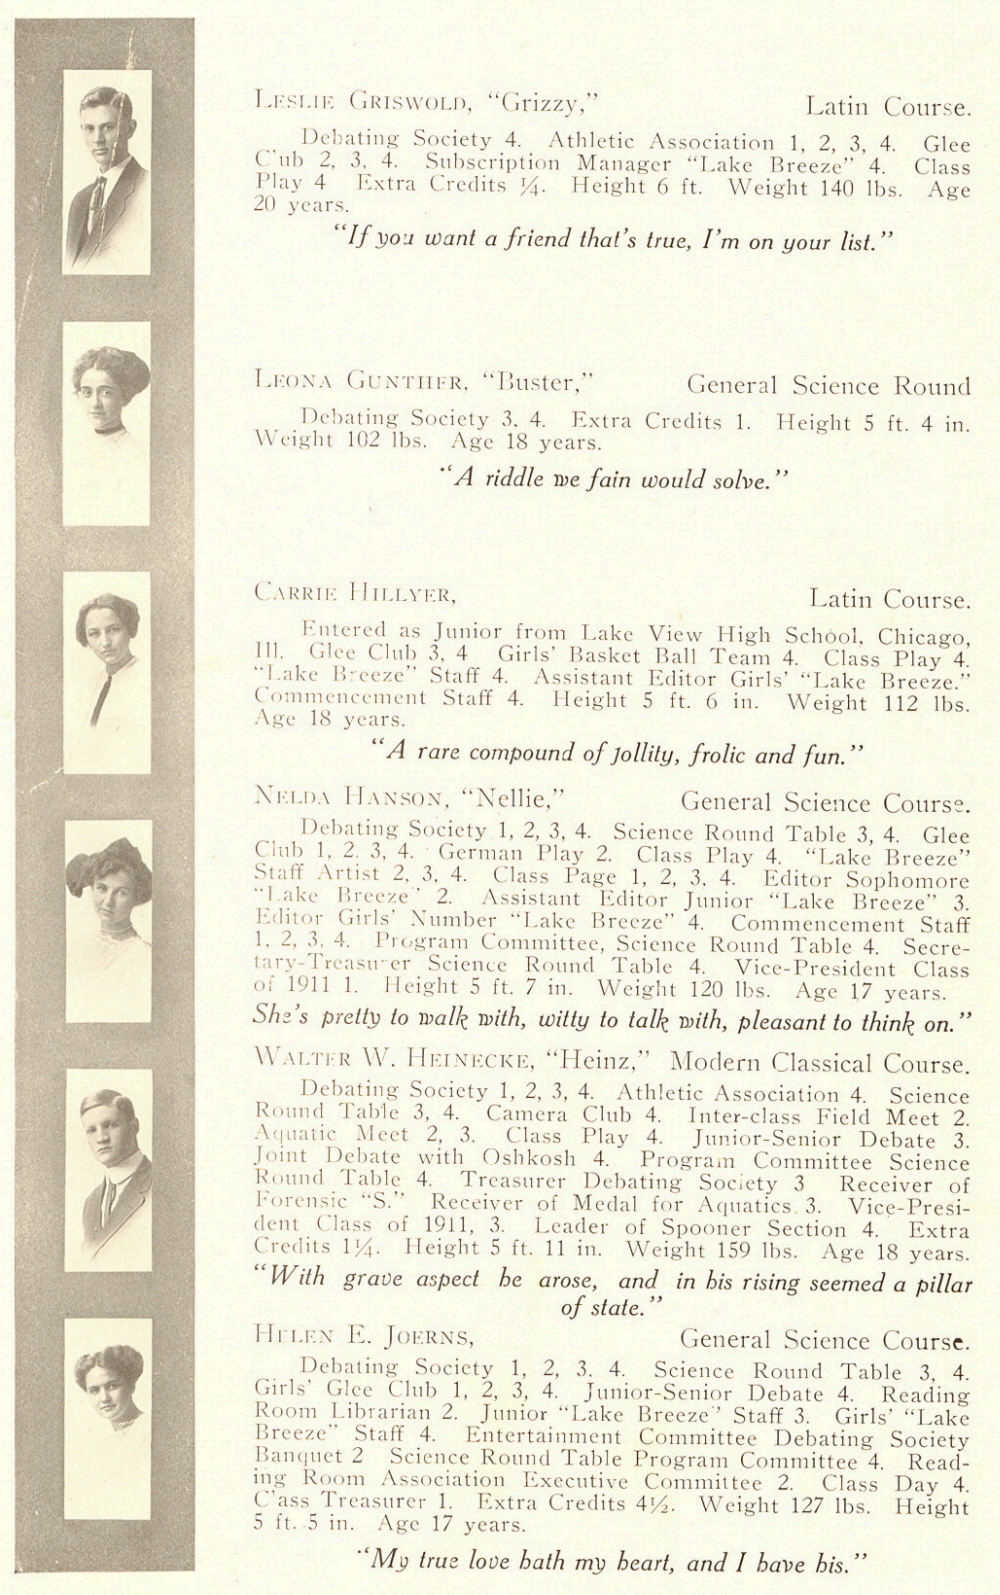 LESLIE GRISWOLD, “Grizzy,” Latin Course.
Debating Society 4. Athletic Association 1, 2, 3, 4. Glee
C'ub 2, 3, 4. Subscription Manager “Lake Breeze” 4. Class
Play 4 Extra Credits ¼. Height 6 ft. Weight 140 lbs. Age
20 years.
“If you want a friend that's true, I'm on your list.”
LEONA GUNTHER, “Buster,” General Science Round
Debating Society 3, 4. Extra Credits 1. Height 5 ft. 4 in.
Weight 102 lbs. Age 18 years.
“A riddle we fain would solve.”
CARRIE HILLYER, Latin Course.
Entered as Junior from Lake View High School, Chicago,
Ill. Glee Club 3, 4 Girls' Basket Ball Team 4. Class Play 4.
“Lake Breeze” Staff 4. Assistant Editor Girls' “Lake Breeze.”
Commencement Staff 4. Height 5 ft. 6 in. Weight 112 lbs.
Age 18 years.
“A rare compound of jollity, frolic and fun.”
NELDA HANSON, “Nellie,” General Science Course.
Debating Society 1, 2, 3, 4. Science Round Table 3, 4. Glee
Club 1, 2. 3, 4. German Play 2. Class Play 4. “Lake Breeze”
Staff Artist 2, 3, 4. Class Page 1, 2, 3. 4. Editor Sophomore
“Lake Breeze” 2. Assistant Editor Junior “Lake Breeze” 3.
Editor Girls' Number “Lake Breeze” 4. Commencement Staff
1, 2, 3, 4. Program Committee, Science Round Table 4. Secre-
tary-Treasurer Science Round Table 4. Vice-President Class
of 1911 1. Height 5 ft. 7 in. Weight 120 lbs. Age 17 years.
She's pretty to walk with, witty to talk with, pleasant to think on.”
WALTER W. HEINECKE, “Heinz,” Modern Classical Course.
Debating Society 1, 2, 3, 4. Athletic Association 4. Science
Round Table 3, 4. Camera Club 4. Inter-class Field Meet 2.
Aquatic Meet 2, 3. Class Play 4. Junior-Senior Debate 3.
Joint Debate with Oshkosh 4. Program Committee Science
Round Table 4. Treasurer Debating Society 3 Receiver of
Forensic “S.” Receiver of Medal for Aquatics 3. Vice-Presi-
dent Class of 1911, 3. Leader of Spooner Section 4. Extra
Credits 1¼. Height 5 ft. 11 in. Weight 159 lbs. Age 18 years.
“With grave aspect he arose, and in his rising seemed a pillar
of state.”
HELEN E. JOERNS, General Science Course.
Debating Society 1, 2, 3. 4. Science Round Table 3, 4.
Girls' Glee Club 1, 2, 3, 4. Junior-Senior Debate 4. Reading
Room Librarian 2. Junior “Lake Breeze” Staff 3. Girls' “Lake
Breeze” Staff 4. Entertainment Committee Debating Society
Banquet 2 Science Round Table Program Committee 4. Read-
ing Room Association Executive Committee 2. Class Day 4.
C'ass Treasurer 1. Extra Credits 4½. Weight 127 lbs. Height
5 ft. 5 in. Age 17 years.
“My true love hath my heart, and I have his.”